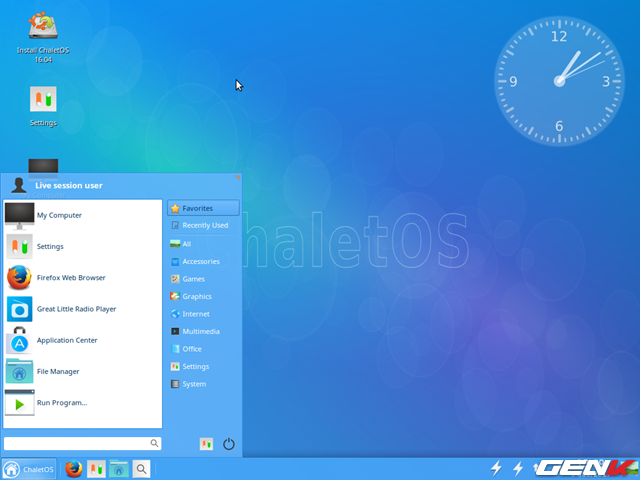 Install ChaletOS
16.04
Settings
12
9
3
6
ChaletOS
Live session user
My Computer
Settings
Firefox Web Browser
Great Little Radio Player
Application Center
File Manager
Run Program...
Favorites
Recently Used
All
Accessories
Games
Graphics
Internet
Multimedia
Office
Settings
System
ChaletOS
GENK